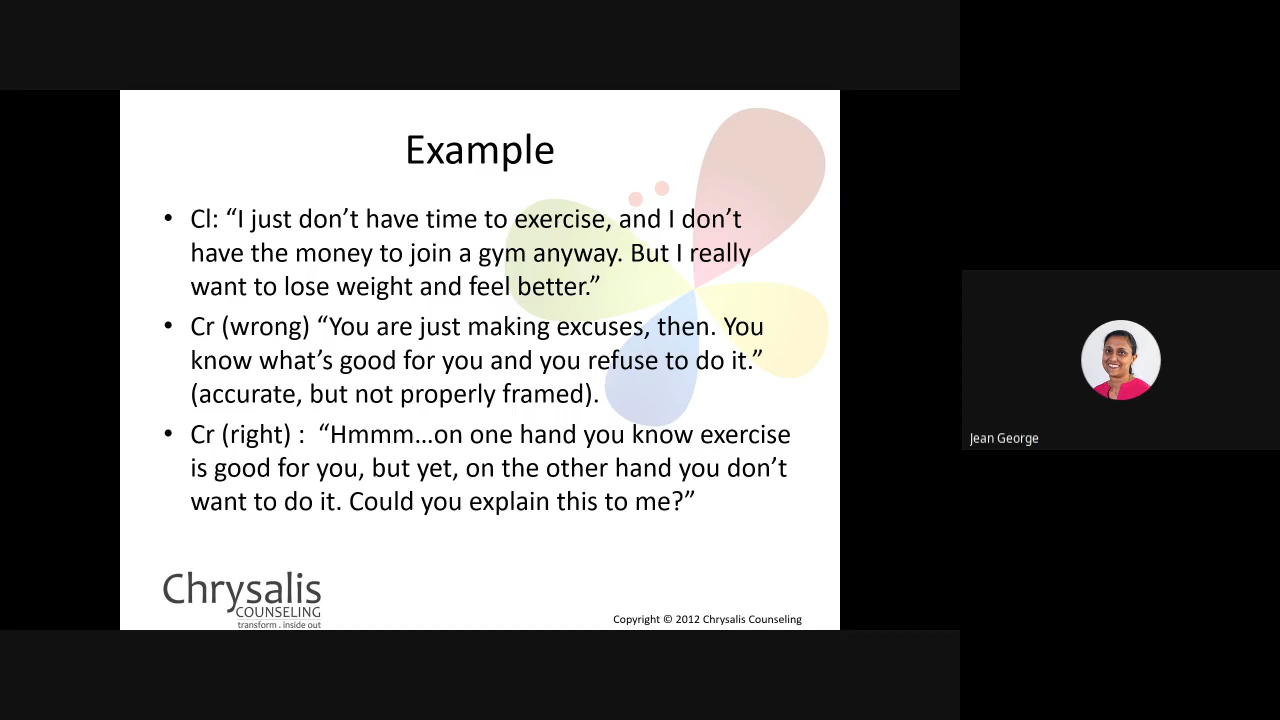 Example
• Cl: “I just don’t have time to exercise, and I don’t
have the money to join a gym anyway. But I really
want to lose weight and feel better.”
• Cr (wrong) “You are just making excuses, then. You
know what’s good for you and you refuse to do it.”
(accurate, but not properly framed).
• Cr (right) :  “Hmmm…on one hand you know exercise
is good for you, but yet, on the other hand you don’t
want to do it. Could you explain this to me?”
Chrysalis
COUNSELING
transform . inside out
Copyright © 2012 Chrysalis Counseling
Jean George